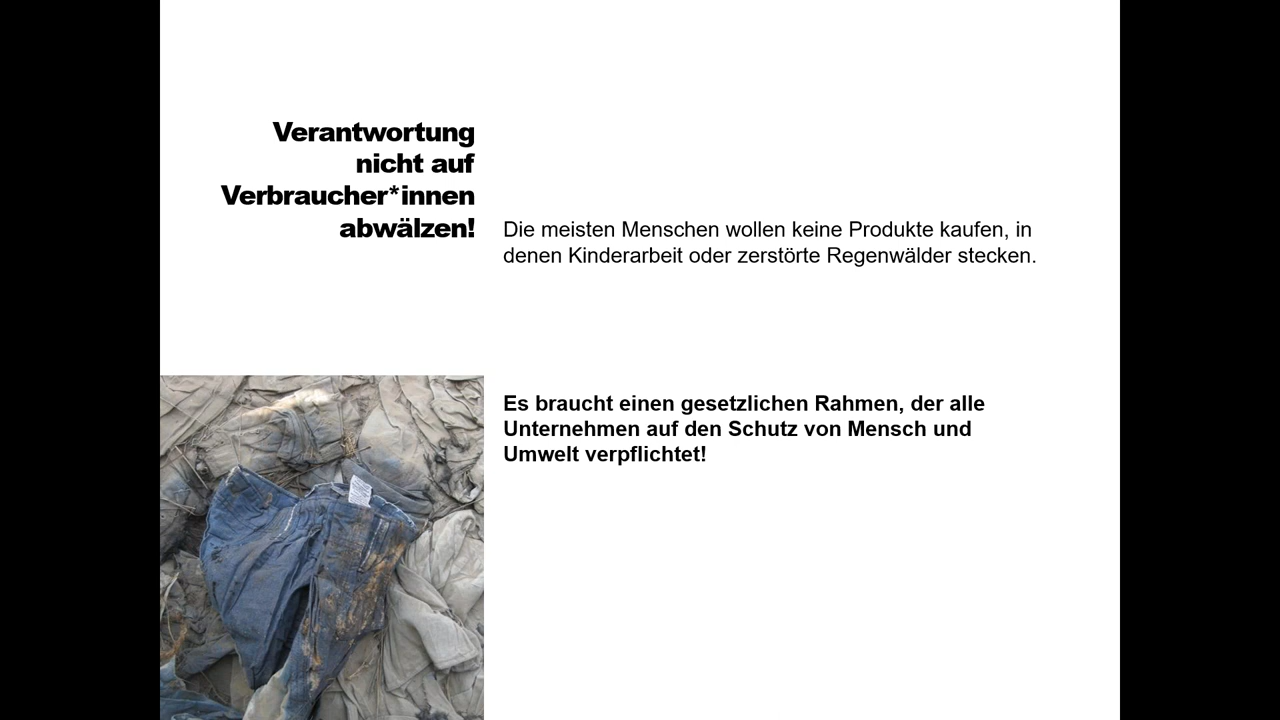 Verantwortung
nicht auf
Verbraucher*innen
abwälzen!
Die meisten Menschen wollen keine Produkte kaufen, in
denen Kinderarbeit oder zerstörte Regenwälder stecken.
Es braucht einen gesetzlichen Rahmen, der alle
Unternehmen auf den Schutz von Mensch und
Umwelt verpflichtet!